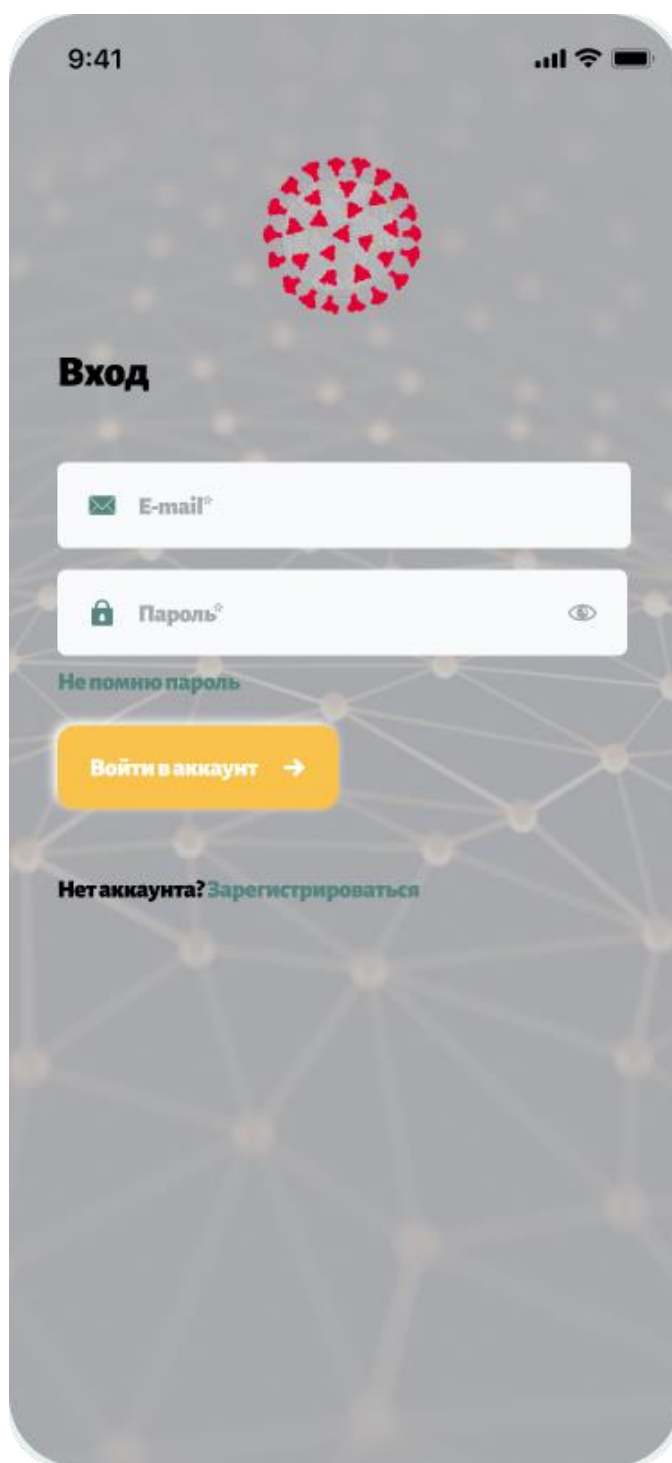 9:41
Вход
E-mail*
Пароль*
Не помню пароль
Войти в аккаунт →
Нет аккаунта? Зарегистрироваться